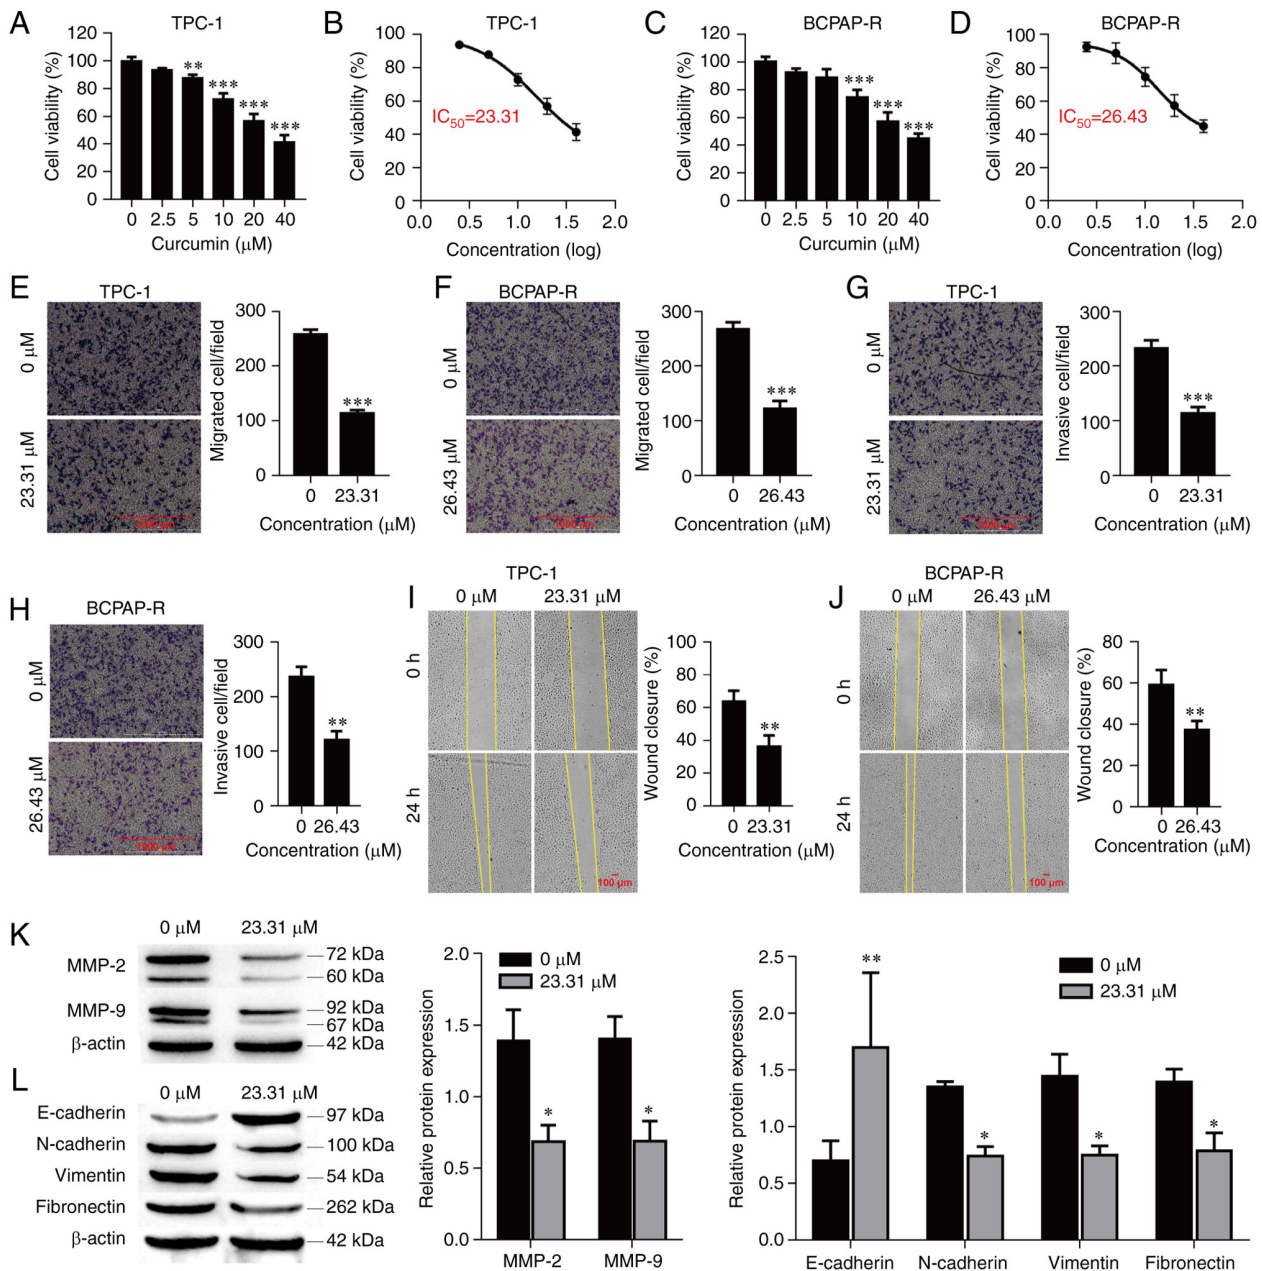 A
TPC-1
Cell viability (%)
120
100
80
60
40
20
0
**
***
***
***
0 2.5 5 10 20 40
Curcumin (μM)
B
TPC-1
Cell viability (%)
100
80
60
40
20
0
IC50=23.31
0.0 0.5 1.0 1.5 2.0
Concentration (log)
C
BCPAP-R
Cell viability (%)
120
100
80
60
40
20
0
***
***
***
0 2.5 5 10 20 40
Curcumin (μM)
D
BCPAP-R
Cell viability (%)
100
80
60
40
20
0
IC50=26.43
0.0 0.5 1.0 1.5 2.0
Concentration (log)
E
TPC-1
0 μM
23.31 μM
1000 μm
Migrated cell/field
300
200
100
0
***
0 23.31
Concentration (μM)
F
BCPAP-R
0 μM
26.43 μM
1000 μm
Migrated cell/field
300
200
100
0
***
0 26.43
Concentration (μM)
G
TPC-1
0 μM
23.31 μM
1000 μm
Invasive cell/field
300
200
100
0
***
0 23.31
Concentration (μM)
H
BCPAP-R
0 μM
26.43 μM
1000 μm
Invasive cell/field
300
200
100
0
**
0 26.43
Concentration (μM)
I
TPC-1
0 μM 23.31 μM
0 h
24 h
100 μm
Wound closure (%)
100
80
60
40
20
0
**
0 23.31
Concentration (μM)
J
BCPAP-R
0 μM 26.43 μM
0 h
24 h
100 μm
Wound closure (%)
80
60
40
20
0
**
0 26.43
Concentration (μM)
K
0 μM 23.31 μM
MMP-2
72 kDa
60 kDa
MMP-9
92 kDa
67 kDa
β-actin 42 kDa
L
0 μM 23.31 μM
E-cadherin 97 kDa
N-cadherin 100 kDa
Vimentin 54 kDa
Fibronectin 262 kDa
β-actin 42 kDa
Relative protein expression
2.0
1.5
1.0
0.5
0.0
0 μM
23.31 μM
*
*
MMP-2 MMP-9
Relative protein expression
2.5
2.0
1.5
1.0
0.5
0.0
0 μM
23.31 μM
**
*
*
*
E-cadherin N-cadherin Vimentin Fibronectin